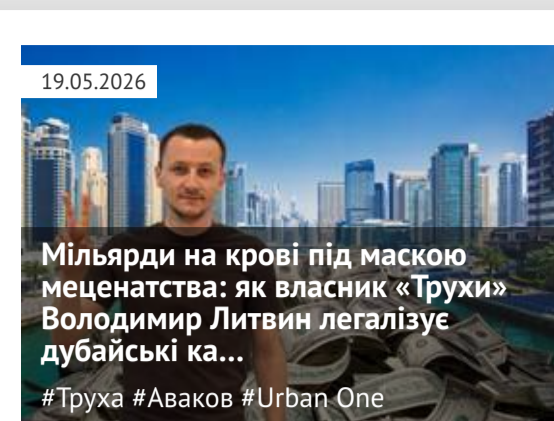 19.05.2026
Мільярди на крові під маскою
меценатства: як власник «Трухи»
Володимир Литвин легалізує
дубайські ка...
#Труха #Аваков #Urban One